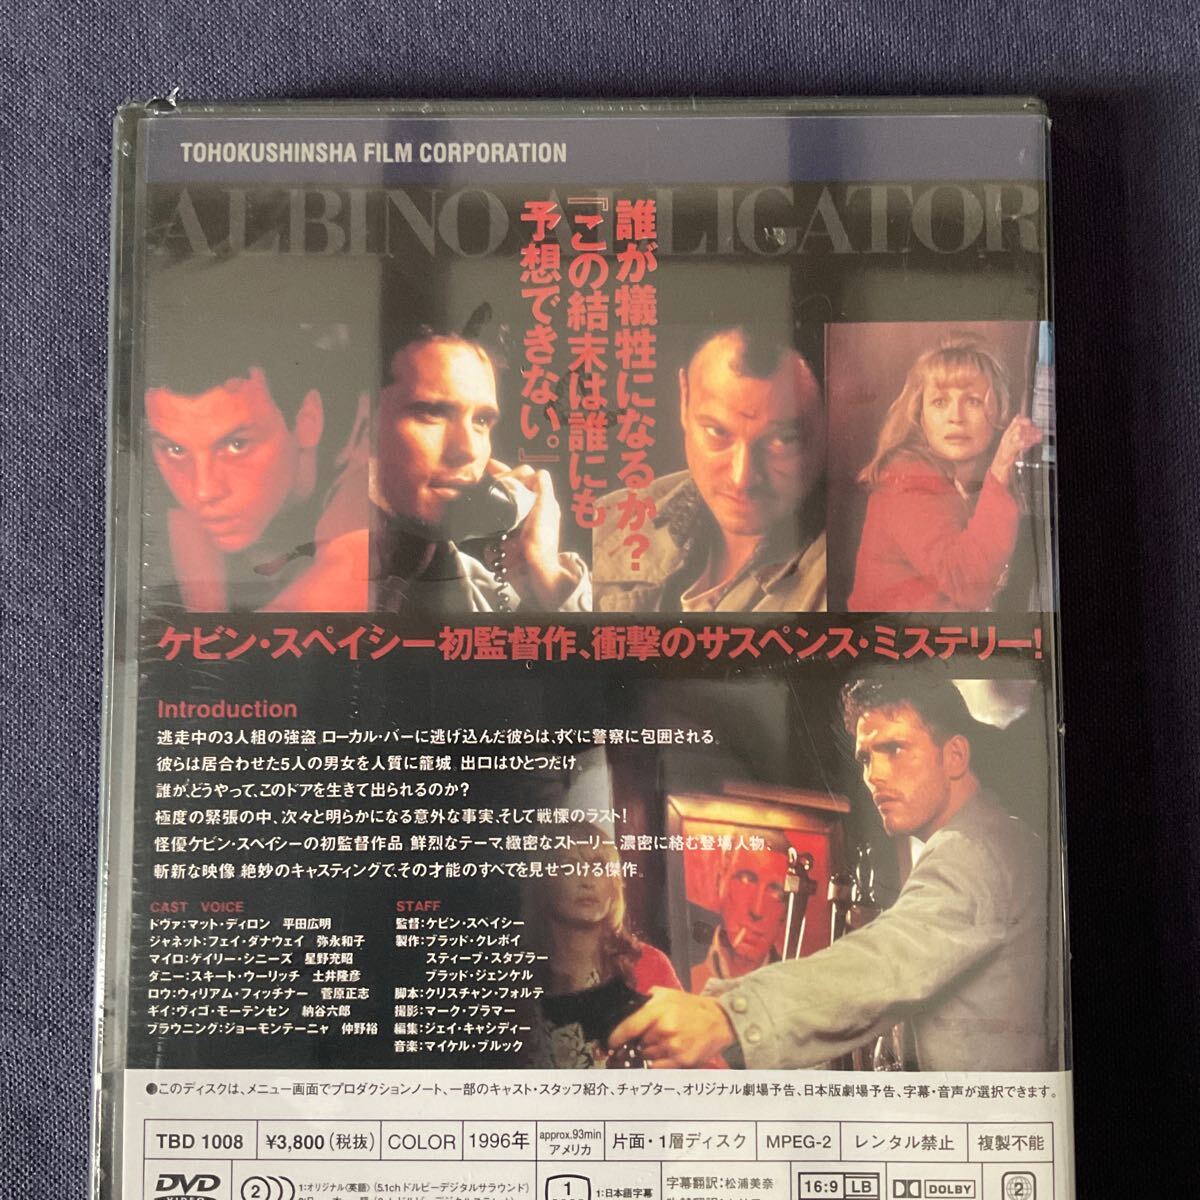 TOHOKUSHINSHA FILM CORPORATION
ALBINO ALLIGATOR
誰が犠牲になるか?
『この結末は誰にも
予想できない。』
ケビン・スペイシー初監督作、衝撃のサスペンス・ミステリー!
Introduction
逃走中の3人組の強盗。ローカル・バーに逃げ込んだ彼らは、すぐに警察に包囲される。
彼らは居合わせた5人の男女を人質に籠城。出口はひとつだけ。
誰が、どうやって、このドアを生きて出られるのか?
極度の緊張の中、次々と明らかになる意外な事実、そして戦慄のラスト!
怪優ケビン・スペイシーの初監督作品。鮮烈なテーマ、緻密なストーリー、濃密に絡む登場人物、
斬新な映像、絶妙のキャスティングで、その才能のすべてを見せつける傑作。
CAST VOICE
ドヴァ:マット・ディロン 平田広明
ジャネット:フェイ・ダナウェイ 弥永和子
マイロ:ゲイリー・シニーズ 星野充昭
ダニー:スキート・ウーリッチ 土井隆彦
ロウ:ウィリアム・フィッチナー 菅原正志
ギイ:ヴィゴ・モーテンセン 納谷六郎
ブラウニング:ジョーモンテーニャ 仲野裕
STAFF
監督:ケビン・スペイシー
製作:ブラッド・クレボイ
スティーブ・スタブラー
ブラッド・ジェンケル
脚本:クリスチャン・フォルテ
撮影:マーク・プラマー
編集:ジェイ・キャシディー
音楽:マイケル・ブルック
●このディスクは、メニュー画面でプロダクションノート、一部のキャスト・スタッフ紹介、チャプター、オリジナル劇場予告、日本版劇場予告、字幕・音声が選択できます。
TBD 1008 ¥3,800(税抜) COLOR 1996年 approx.93min アメリカ 片面・1層ディスク MPEG-2 レンタル禁止 複製不能
DVD VIDEO 2 1:オリジナル〈英語〉(5.1chドルビーデジタルサラウンド) 1 1:日本語字幕 字幕翻訳:松浦美奈 16:9 LB DOLBY 2